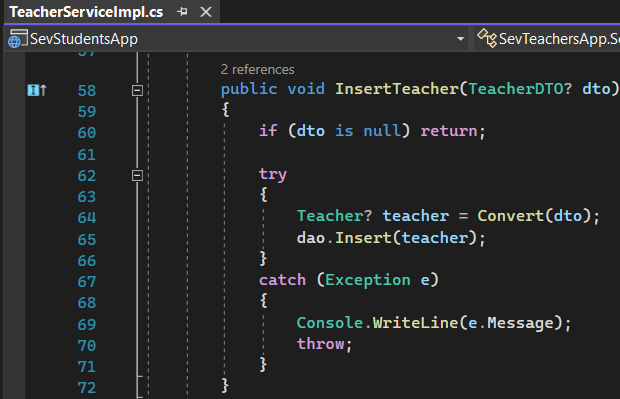 TeacherServiceImpl.cs
SevStudentsApp SevTeachersApp.Se
2 references
58 public void InsertTeacher(TeacherDTO? dto)
59 {
60 if (dto is null) return;
61
62 try
63 {
64 Teacher? teacher = Convert(dto);
65 dao.Insert(teacher);
66 }
67 catch (Exception e)
68 {
69 Console.WriteLine(e.Message);
70 throw;
71 }
72 }